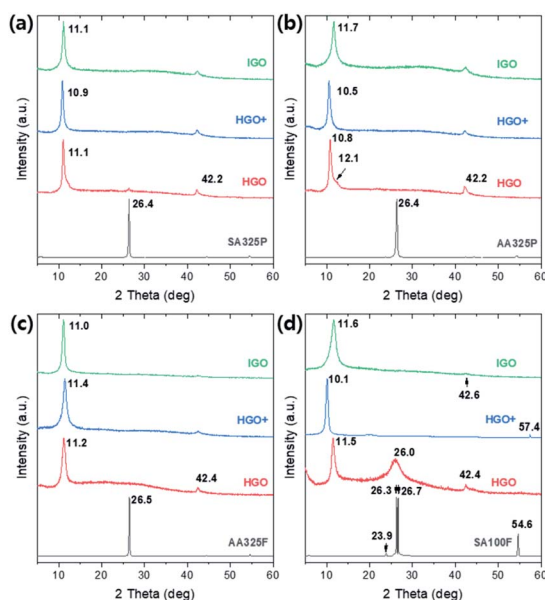 (a)
11.1
IGO
10.9
HGO+
11.1
42.2
HGO
26.4
SA325P
Intensity (a.u.)
10 20 30 40 50 60
2 Theta (deg)
(b)
11.7
IGO
10.5
HGO+
10.8
12.1
42.2
HGO
26.4
AA325P
Intensity (a.u.)
10 20 30 40 50 60
2 Theta (deg)
(c)
11.0
IGO
11.4
HGO+
11.2
42.4
HGO
26.5
AA325F
Intensity (a.u.)
10 20 30 40 50 60
2 Theta (deg)
(d)
11.6
IGO
42.6
10.1
HGO+
57.4
11.5
26.0
42.4
HGO
26.3 26.7
23.9
54.6
SA100F
Intensity (a.u.)
10 20 30 40 50 60
2 Theta (deg)